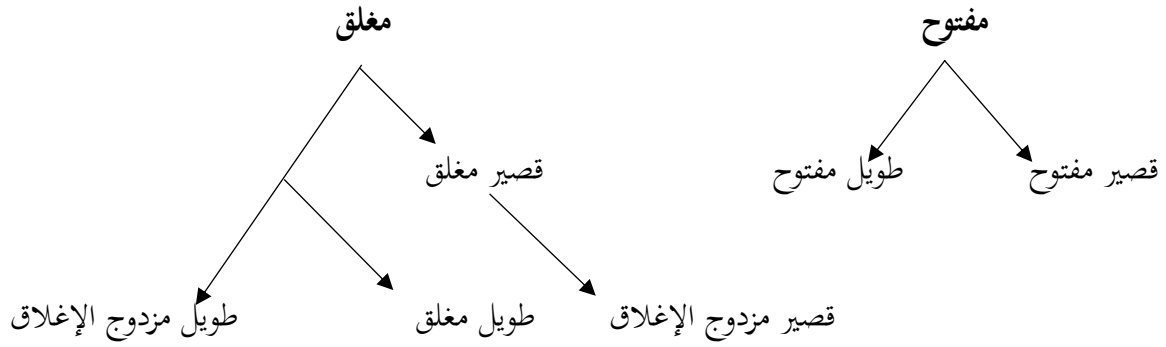 مفتوح مغلق
قصير مفتوح طويل مفتوح قصير مغلق
قصير مزدوج الإغلاق طويل مغلق طويل مزدوج الإغلاق